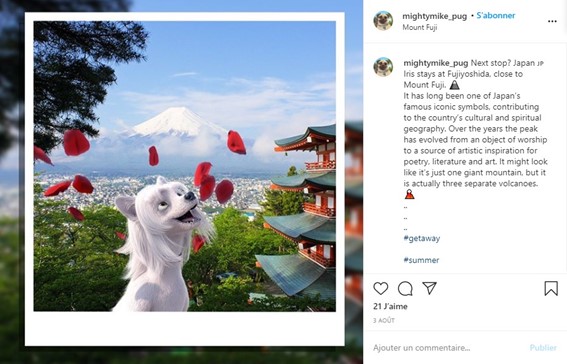 mightymike_pug • S'abonner
Mount Fuji
mightymike_pug Next stop? Japan JP
Iris stays at Fujiyoshida, close to
Mount Fuji. 🗻
It has long been one of Japan's
famous iconic symbols, contributing
to the country's cultural and spiritual
geography. Over the years the peak
has evolved from an object of worship
to a source of artistic inspiration for
poetry, literature and art. It might look
like it's just one giant mountain, but it
is actually three separate volcanoes.
🌋
..
..
..
#getaway
#summer
21 J'aime
3 AOÛT
Ajouter un commentaire...
Publier